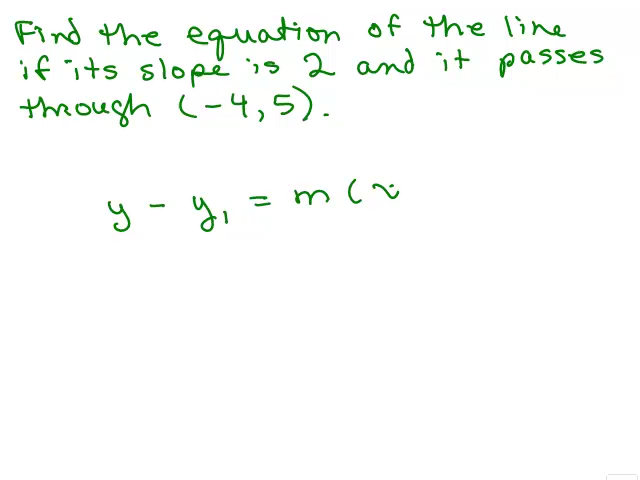 Find the equation of the line
if its slope is 2 and it passes
through (-4, 5).
y - y₁ = m (x